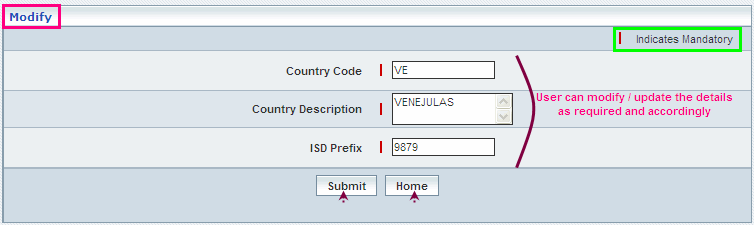 Modify
Indicates Mandatory
Country Code VE
Country Description VENEJULAS
User can modify / update the details
as required and accordingly
ISD Prefix 9879
Submit Home